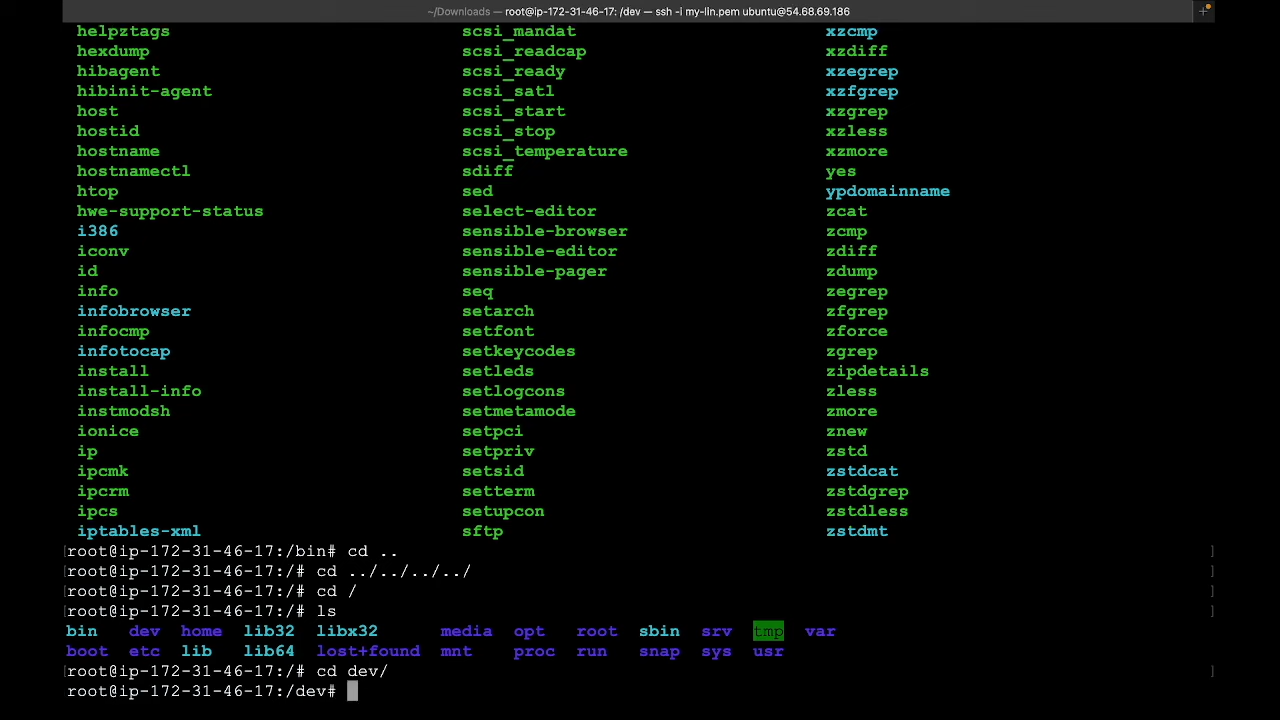 ~/Downloads — root@ip-172-31-46-17: /dev — ssh -i my-lin.pem ubuntu@54.68.69.186 +
helpztags scsi_mandat xzcmp
hexdump scsi_readcap xzdiff
hibagent scsi_ready xzegrep
hibinit-agent scsi_satl xzfgrep
host scsi_start xzgrep
hostid scsi_stop xzless
hostname scsi_temperature xzmore
hostnamectl sdiff yes
htop sed ypdomainname
hwe-support-status select-editor zcat
i386 sensible-browser zcmp
iconv sensible-editor zdiff
id sensible-pager zdump
info seq zegrep
infobrowser setarch zfgrep
infocmp setfont zforce
infotocap setkeycodes zgrep
install setleds zipdetails
install-info setlogcons zless
instmodsh setmetamode zmore
ionice setpci znew
ip setpriv zstd
ipcmk setsid zstdcat
ipcrm setterm zstdgrep
ipcs setupcon zstdless
iptables-xml sftp zstdmt
[root@ip-172-31-46-17:/bin# cd .. ]
[root@ip-172-31-46-17:/# cd ../../../../ ]
[root@ip-172-31-46-17:/# cd / ]
[root@ip-172-31-46-17:/# ls ]
bin dev home lib32 libx32 media opt root sbin srv tmp var
boot etc lib lib64 lost+found mnt proc run snap sys usr
[root@ip-172-31-46-17:/# cd dev/ ]
root@ip-172-31-46-17:/dev#